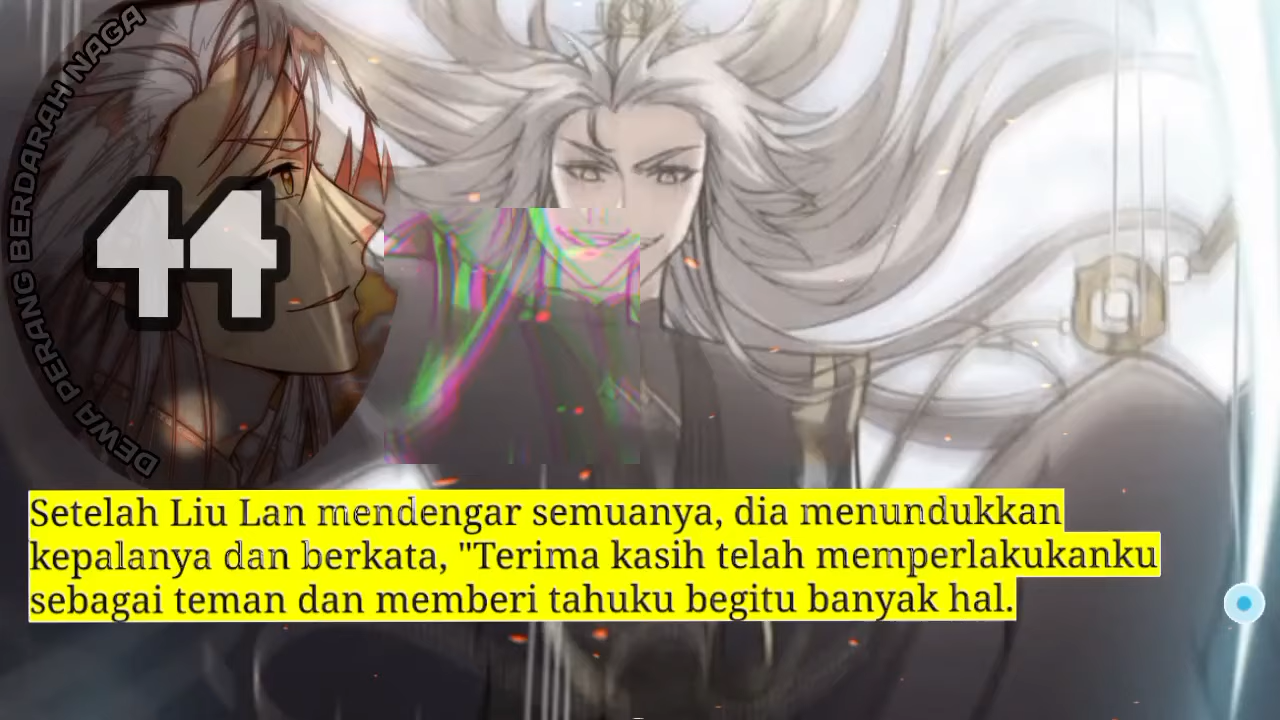 DEWA PERANG BERDARAH NAGA
44
Setelah Liu Lan mendengar semuanya, dia menundukkan
kepalanya dan berkata, "Terima kasih telah memperlakukanku
sebagai teman dan memberi tahuku begitu banyak hal.